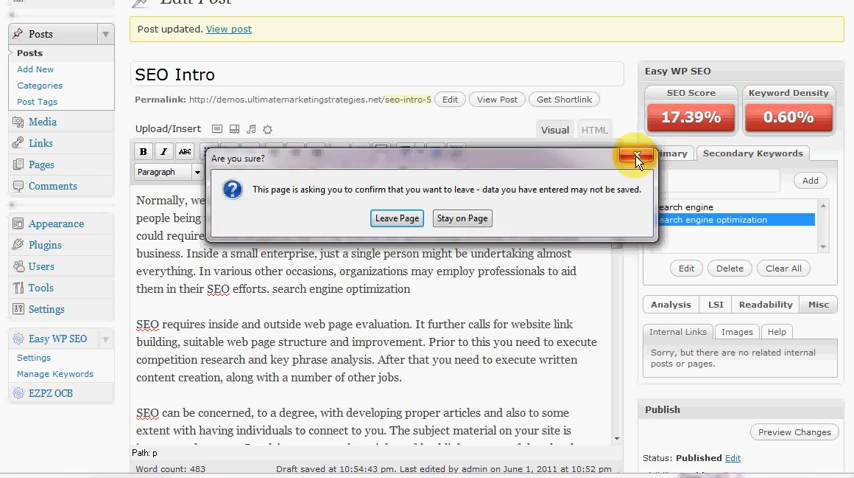 Edit Post
Post updated. View post
Posts
Posts
Add New
Categories
Post Tags
Media
Links
Pages
Comments
Appearance
Plugins
Users
Tools
Settings
Easy WP SEO
Settings
Manage Keywords
EZPZ OCB
SEO Intro
Permalink: http://demos.ultimatemarketingstrategies.net/seo-intro-5 Edit View Post Get Shortlink
Upload/Insert Visual HTML
B I ABC
Paragraph
Are you sure?
This page is asking you to confirm that you want to leave - data you have entered may not be saved.
Leave Page Stay on Page
Normally, we
people being
could require
business. Inside a small enterprise, just a single person might be undertaking almost
everything. In various other occasions, organizations may employ professionals to aid
them in their SEO efforts. search engine optimization
SEO requires inside and outside web page evaluation. It further calls for website link
building, suitable web page structure and improvement. Prior to this you need to execute
competition research and key phrase analysis. After that you need to execute written
content creation, along with a number of other jobs.
SEO can be concerned, to a degree, with developing proper articles and also to some
extent with having individuals to connect to you. The subject material on your site is
Path: p
Word count: 483 Draft saved at 10:54:43 pm. Last edited by admin on June 1, 2011 at 10:52 pm
Easy WP SEO
SEO Score Keyword Density
17.39% 0.60%
imary Secondary Keywords
Add
earch engine
earch engine optimization
Edit Delete Clear All
Analysis LSI Readability Misc
Internal Links Images Help
Sorry, but there are no related internal
posts or pages.
Publish
Preview Changes
Status: Published Edit